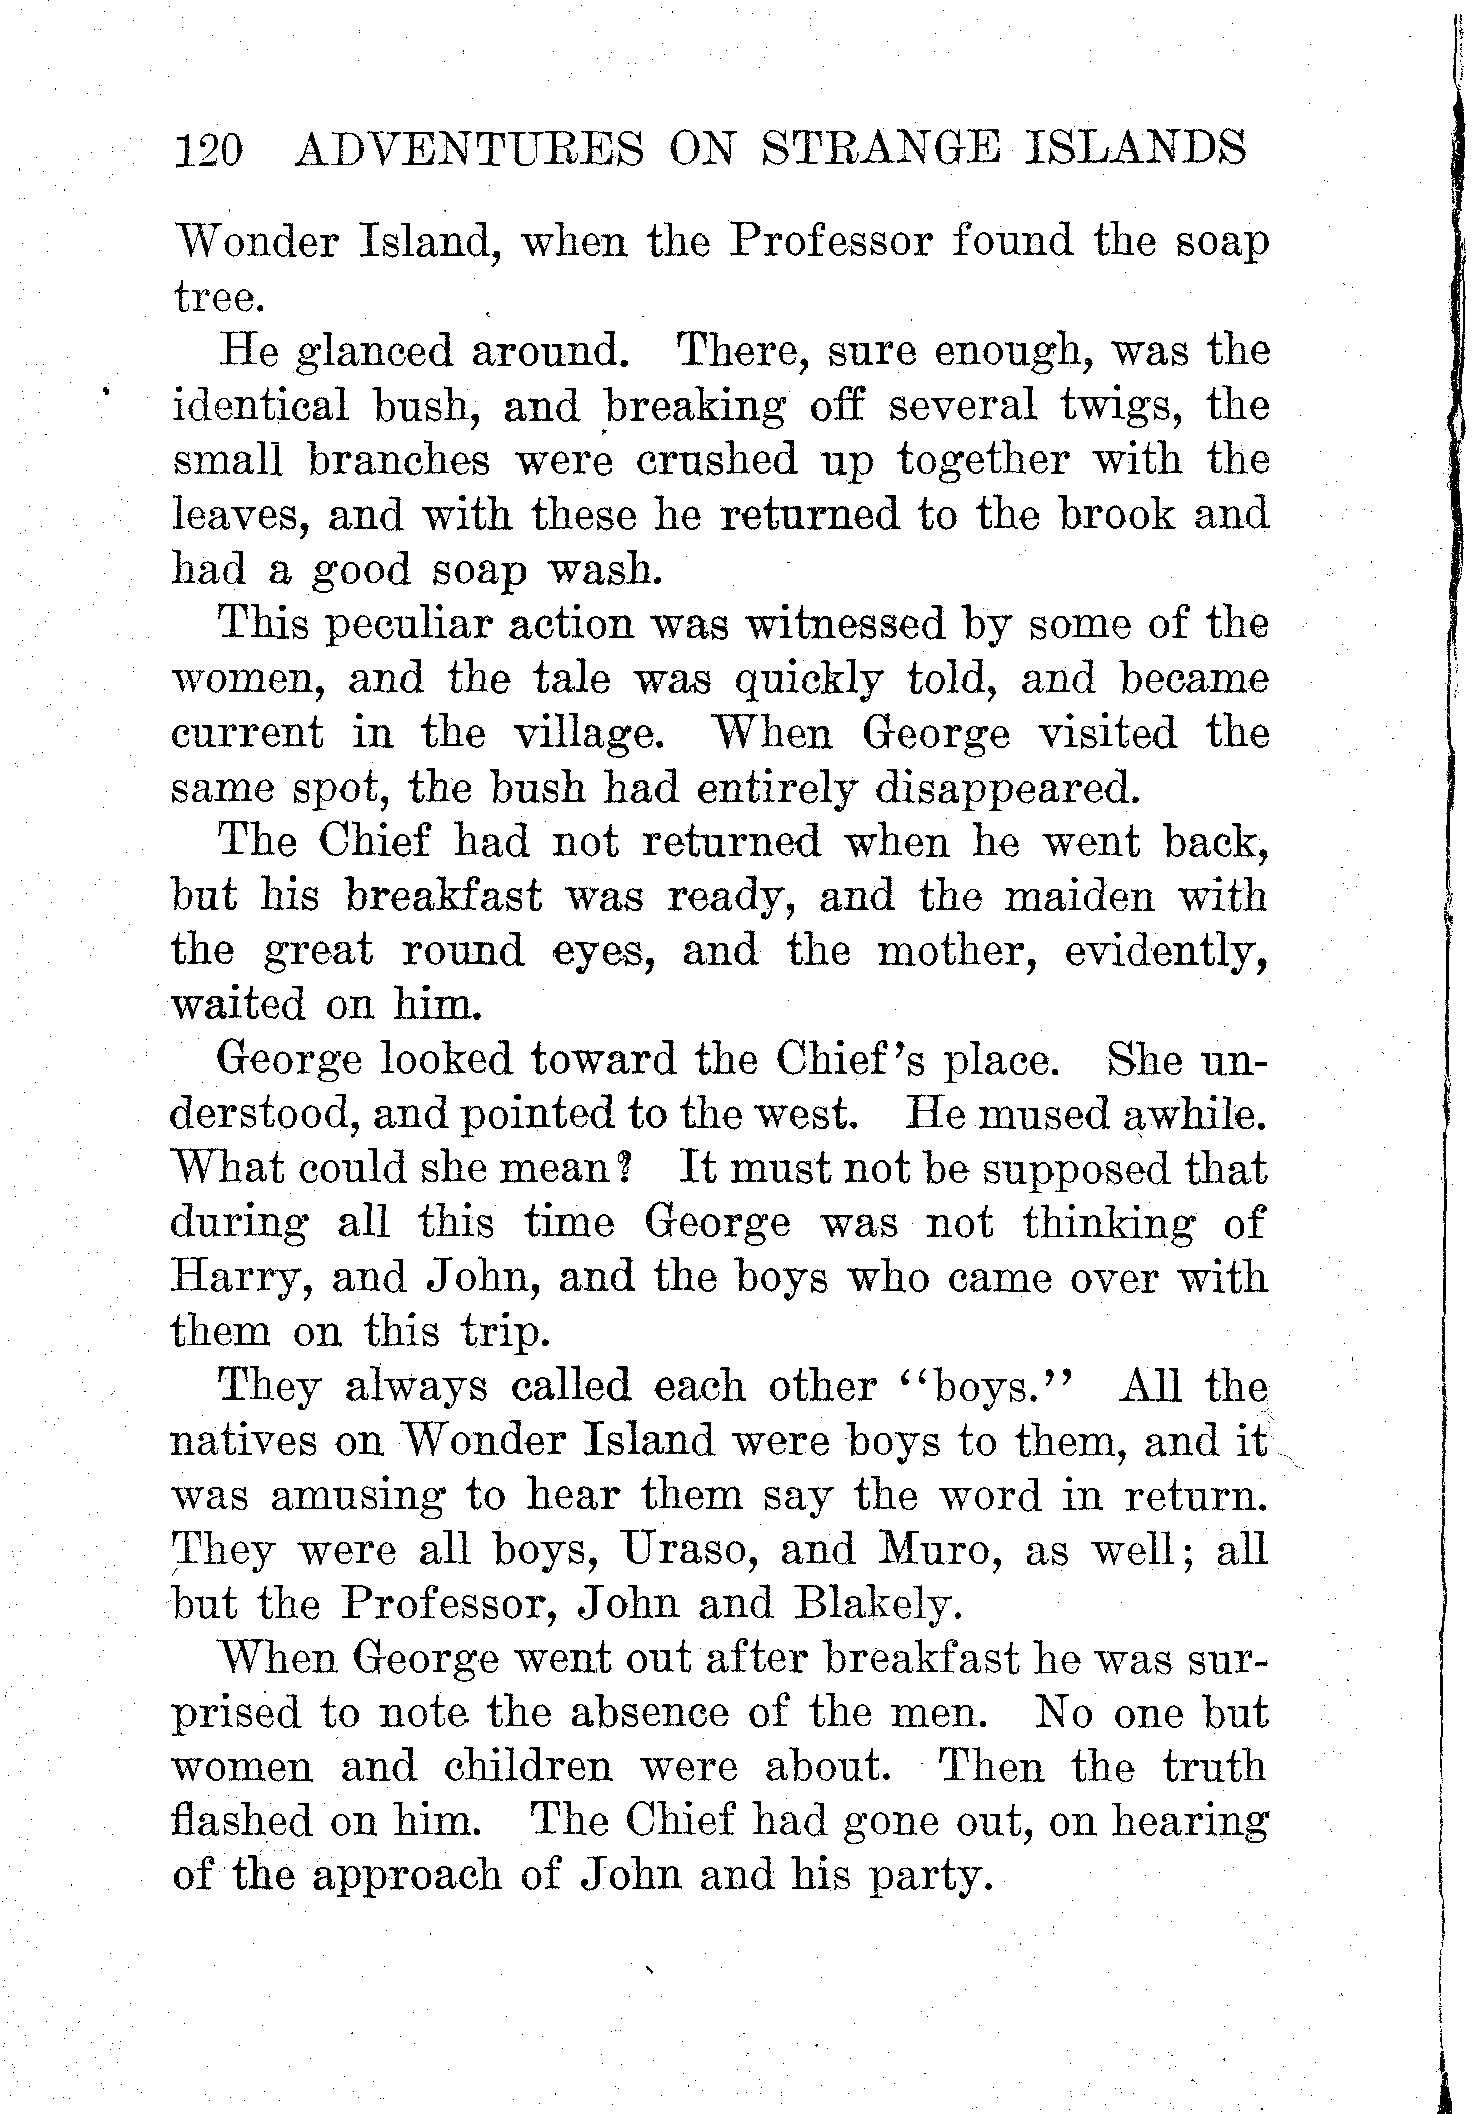 120 ADVENTURES ON STRANGE ISLANDS
Wonder Island, when the Professor found the soap
tree.
He glanced around. There, sure enough, was the
identical bush, and breaking off several twigs, the
small branches were crushed up together with the
leaves, and with these he returned to the brook and
had a good soap wash.
This peculiar action was witnessed by some of the
women, and the tale was quickly told, and became
current in the village. When George visited the
same spot, the bush had entirely disappeared.
The Chief had not returned when he went back,
but his breakfast was ready, and the maiden with
the great round eyes, and the mother, evidently,
waited on him.
George looked toward the Chief's place. She un-
derstood, and pointed to the west. He mused awhile.
What could she mean? It must not be supposed that
during all this time George was not thinking of
Harry, and John, and the boys who came over with
them on this trip.
They always called each other "boys." All the
natives on Wonder Island were boys to them, and it
was amusing to hear them say the word in return.
They were all boys, Uraso, and Muro, as well; all
but the Professor, John and Blakely.
When George went out after breakfast he was sur-
prised to note the absence of the men. No one but
women and children were about. Then the truth
flashed on him. The Chief had gone out, on hearing
of the approach of John and his party.